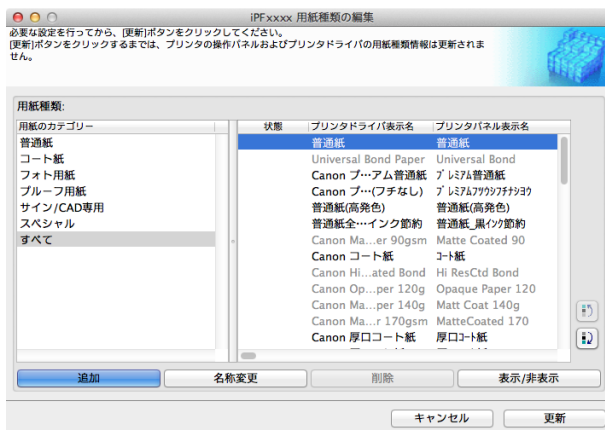 iPFxxxx 用紙種類の編集
必要な設定を行ってから、[更新]ボタンをクリックしてください。
[更新]ボタンをクリックするまでは、プリンタの操作パネルおよびプリンタドライバの用紙種類情報は更新されま
せん。
用紙種類:
用紙のカテゴリー 状態 プリンタドライバ表示名 プリンタパネル表示名
普通紙 普通紙 普通紙
コート紙 Universal Bond Paper Universal Bond
フォト用紙 Canon プ…アム普通紙 プレミアム普通紙
プルーフ用紙 Canon プ…(フチなし) プレミアムフツウシフチナシヨウ
サイン/CAD専用 普通紙(高発色) 普通紙(高発色)
スペシャル 普通紙全…インク節約 普通紙_黒インク節約
すべて Canon Ma…er 90gsm Matte Coated 90
Canon コート紙 コート紙
Canon Hi…ated Bond Hi ResCtd Bond
Canon Op…per 120g Opaque Paper 120
Canon Ma…per 140g Matt Coat 140g
Canon Ma…r 170gsm MatteCoated 170
Canon 厚口コート紙 厚口コート紙
追加 名称変更 削除 表示/非表示
キャンセル 更新